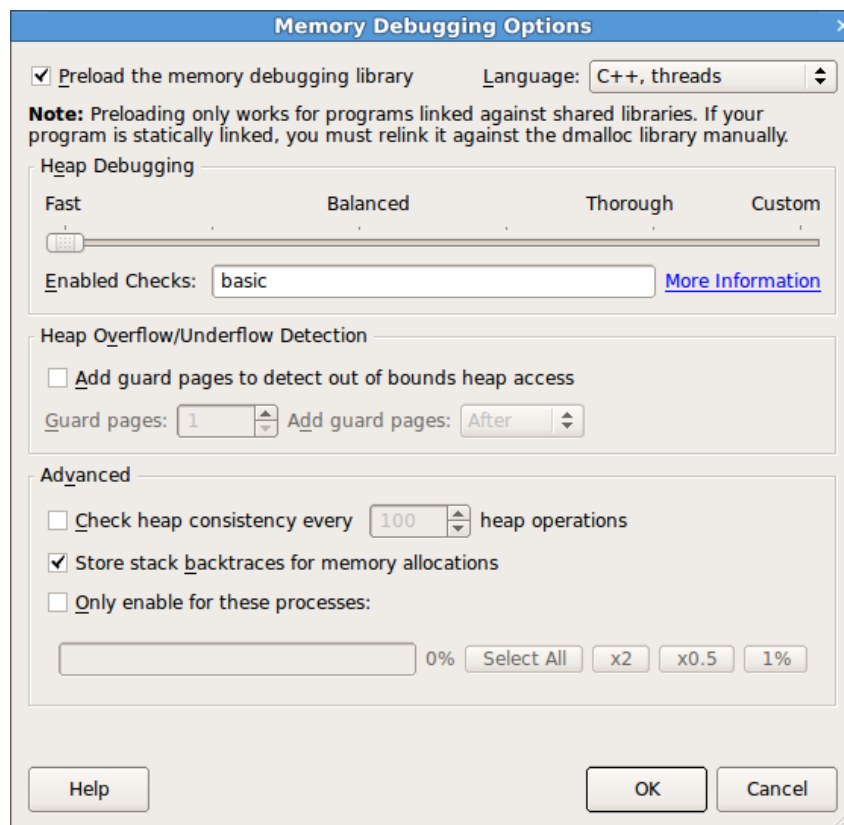 Memory Debugging Options
Preload the memory debugging library Language: C++, threads
Note: Preloading only works for programs linked against shared libraries. If your
program is statically linked, you must relink it against the dmalloc library manually.
Heap Debugging
Fast Balanced Thorough Custom
Enabled Checks: basic More Information
Heap Overflow/Underflow Detection
Add guard pages to detect out of bounds heap access
Guard pages: 1 Add guard pages: After
Advanced
Check heap consistency every 100 heap operations
Store stack backtraces for memory allocations
Only enable for these processes:
0% Select All x2 x0.5 1%
Help OK Cancel